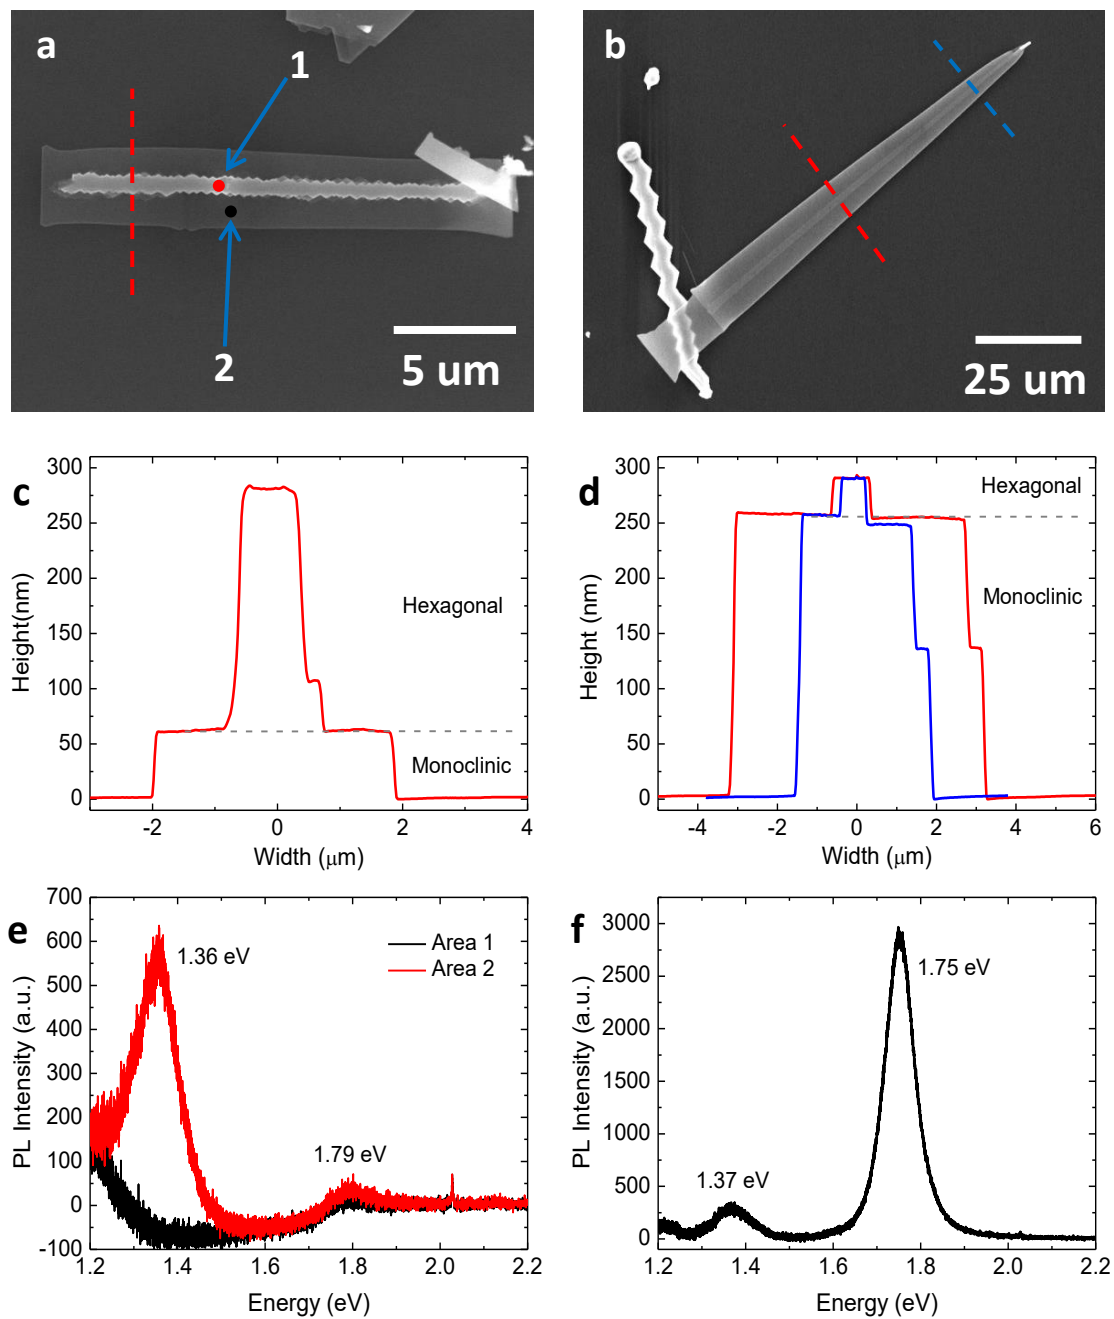 a
1
2
5 um
b
25 um
c
300
250
200
150
100
50
0
Height(nm)
Hexagonal
Monoclinic
-2
0
2
4
Width (μm)
d
300
250
200
150
100
50
0
Height (nm)
Hexagonal
Monoclinic
-4
-2
0
2
4
6
Width (μm)
e
700
600
500
400
300
200
100
0
-100
PL Intensity (a.u.)
1.36 eV
Area 1
Area 2
1.79 eV
1.2
1.4
1.6
1.8
2.0
2.2
Energy (eV)
f
3000
2500
2000
1500
1000
500
0
PL Intensity (a.u.)
1.75 eV
1.37 eV
1.2
1.4
1.6
1.8
2.0
2.2
Energy (eV)